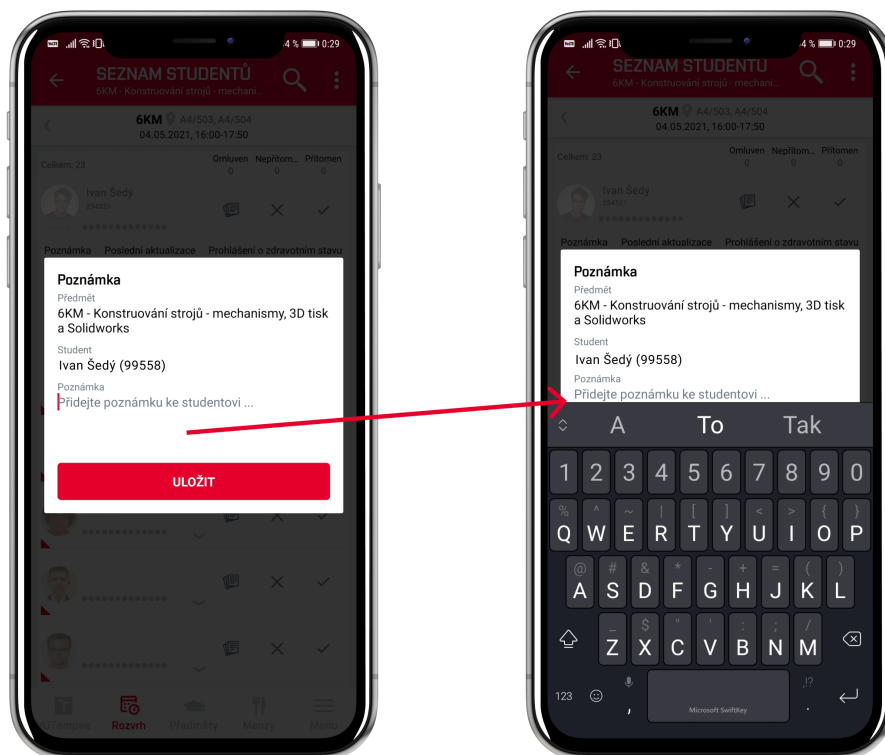 4 % 0:29
SEZNAM STUDENTŮ
6KM - Konstruování strojů - mechani...
6KM A4/503, A4/504
04.05.2021, 16:00-17:50
Celkem: 23
Omluven Nepřítom... Přítomen
0 0 0
Ivan Šedý
Poznámka Poslední aktualizace Prohlášení o zdravotním stavu
Poznámka
Předmět
6KM - Konstruování strojů - mechanismy, 3D tisk
a Solidworks
Student
Ivan Šedý (99558)
Poznámka
Přidejte poznámku ke studentovi ...
ULOŽIT
Rozvrh Předměty Menzy Menu
4 % 0:29
SEZNAM STUDENTŮ
6KM - Konstruování strojů - mechani...
6KM A4/503, A4/504
04.05.2021, 16:00-17:50
Celkem: 23
Omluven Nepřítom... Přítomen
0 0 0
Ivan Šedý
Poznámka Poslední aktualizace Prohlášení o zdravotním stavu
Poznámka
Předmět
6KM - Konstruování strojů - mechanismy, 3D tisk
a Solidworks
Student
Ivan Šedý (99558)
Poznámka
Přidejte poznámku ke studentovi ...
A To Tak
1 2 3 4 5 6 7 8 9 0
% ^ ~ | [ ] < > { }
Q W E R T Y U I O P
@ # & * - + = ( )
A S D F G H J K L
_ $ " ' : ; /
Z X C V B N M
123 , Microsoft SwiftKey ,!? .